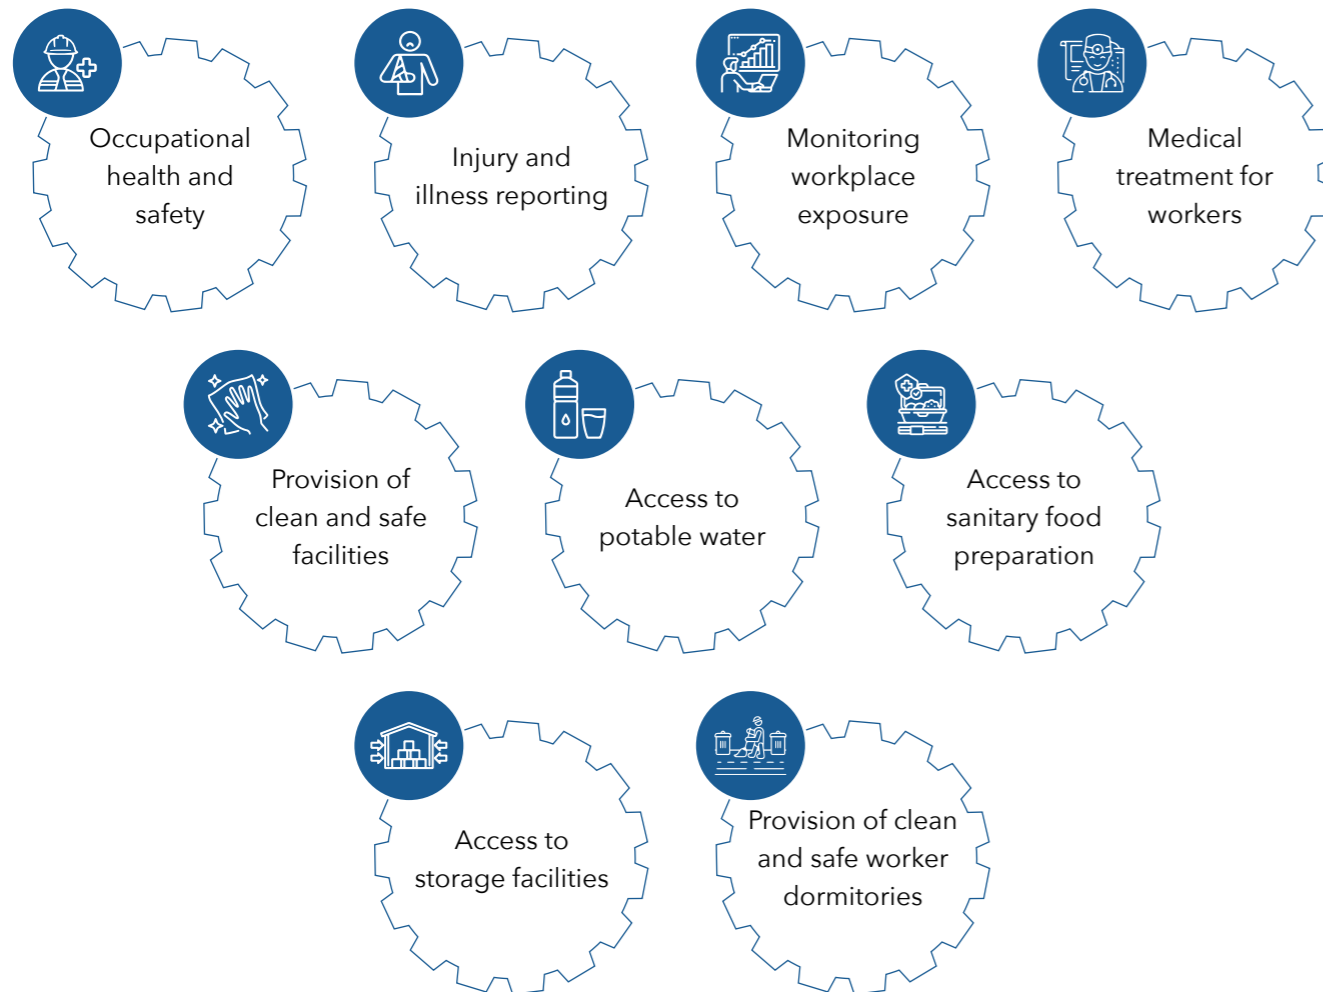 Occupational
health and
safety
Injury and
illness reporting
Monitoring
workplace
exposure
Medical
treatment for
workers
Provision of
clean and safe
facilities
Access to
potable water
Access to
sanitary food
preparation
Access to
storage facilities
Provision of clean
and safe worker
dormitories